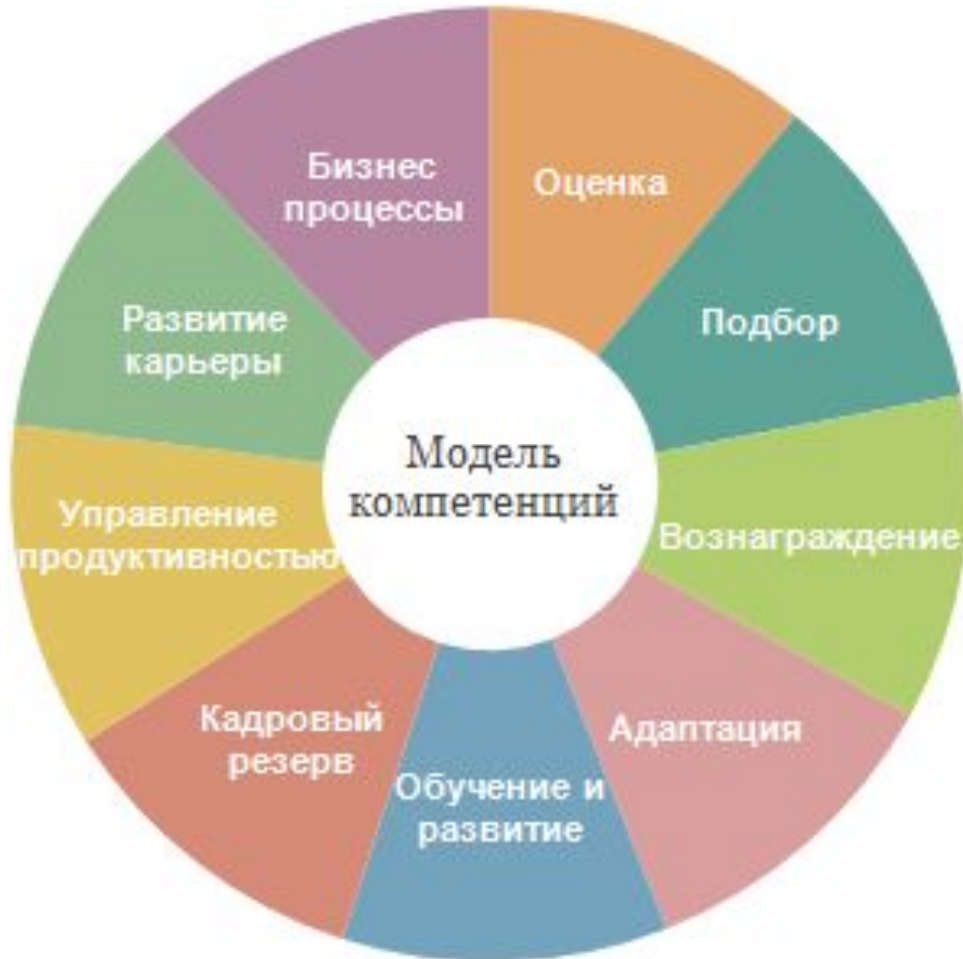 Бизнес
процессы
Оценка
Подбор
Вознаграждение
Адаптация
Обучение и
развитие
Кадровый
резерв
Управление
продуктивностью
Развитие
карьеры
Модель
компетенций